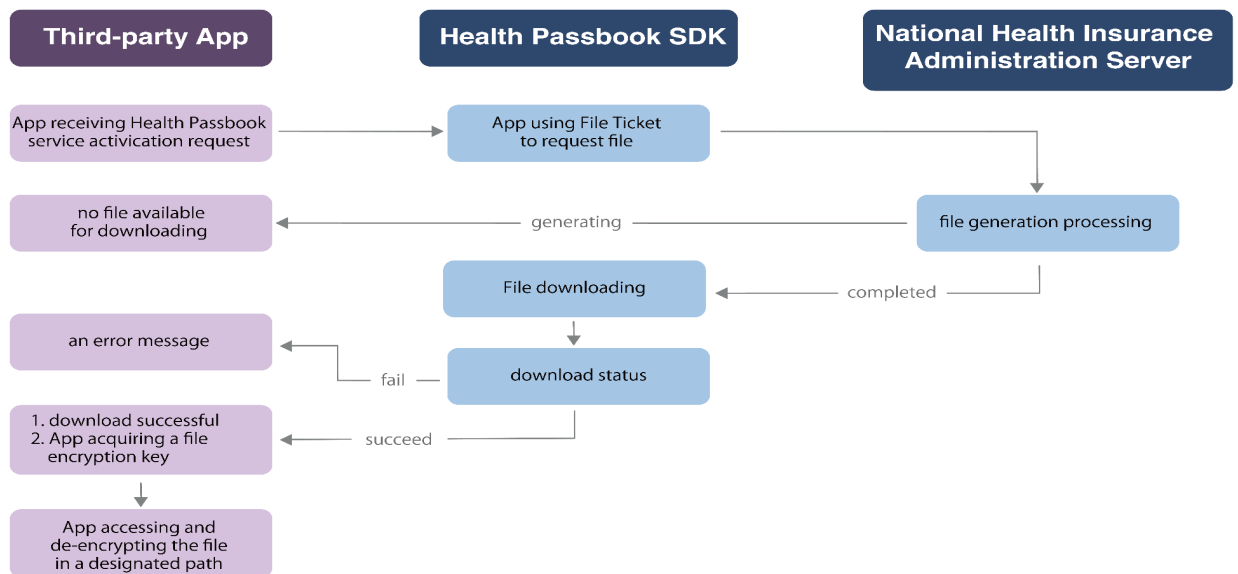 Third-party App
Health Passbook SDK
National Health Insurance
Administration Server
App receiving Health Passbook
service activication request
App using File Ticket
to request file
no file available
for downloading
generating
file generation processing
File downloading
completed
an error message
fail
download status
1. download successful
2. App acquiring a file
encryption key
succeed
App accessing and
de-encrypting the file
in a designated path